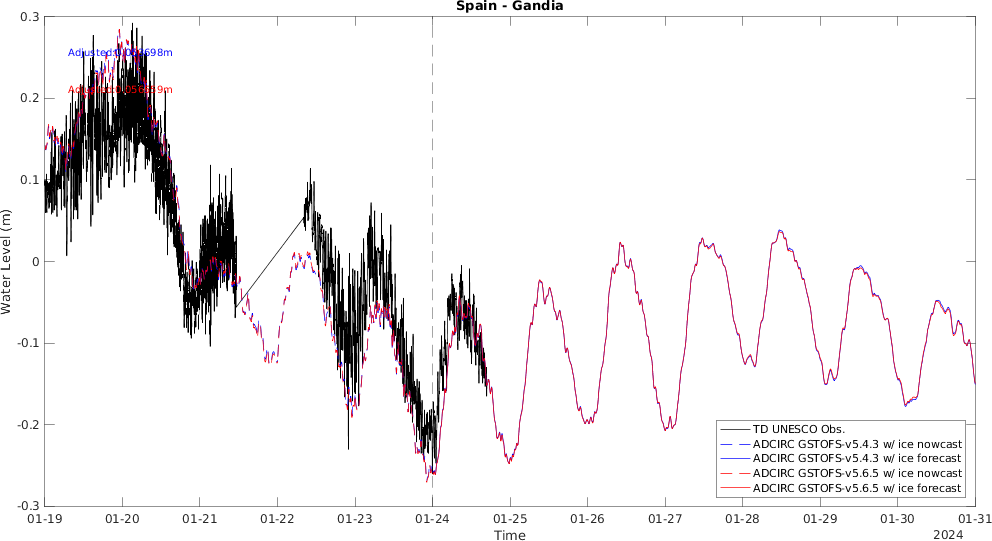 Spain - Gandia
0.3
0.2
0.1
0
-0.1
-0.2
-0.3
Water Level (m)
01-19 01-20 01-21 01-22 01-23 01-24 01-25 01-26 01-27 01-28 01-29 01-30 01-31
Time
2024
TD UNESCO Obs.
ADCIRC GSTOFS-v5.4.3 w/ ice nowcast
ADCIRC GSTOFS-v5.4.3 w/ ice forecast
ADCIRC GSTOFS-v5.6.5 w/ ice nowcast
ADCIRC GSTOFS-v5.6.5 w/ ice forecast